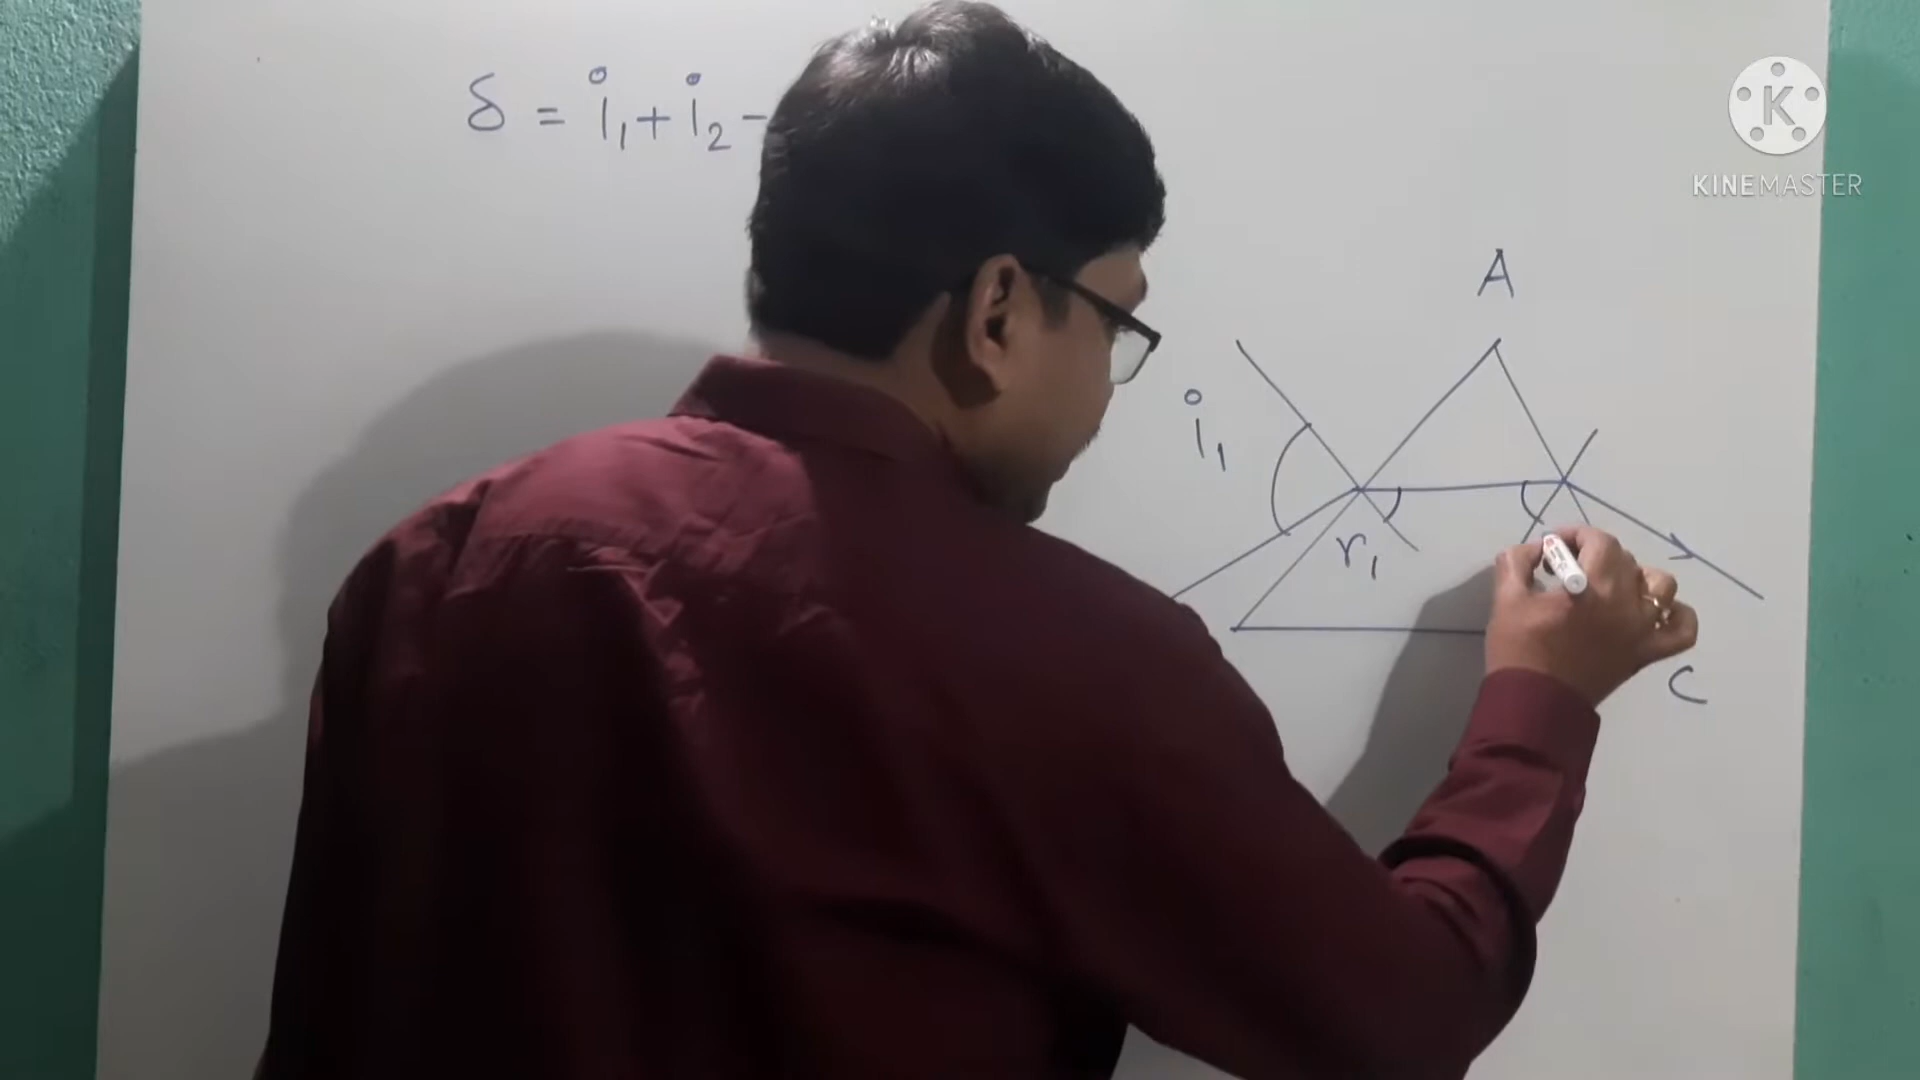 δ = i₁ + i₂ -
KINEMASTER
A
i₁
r₁
C